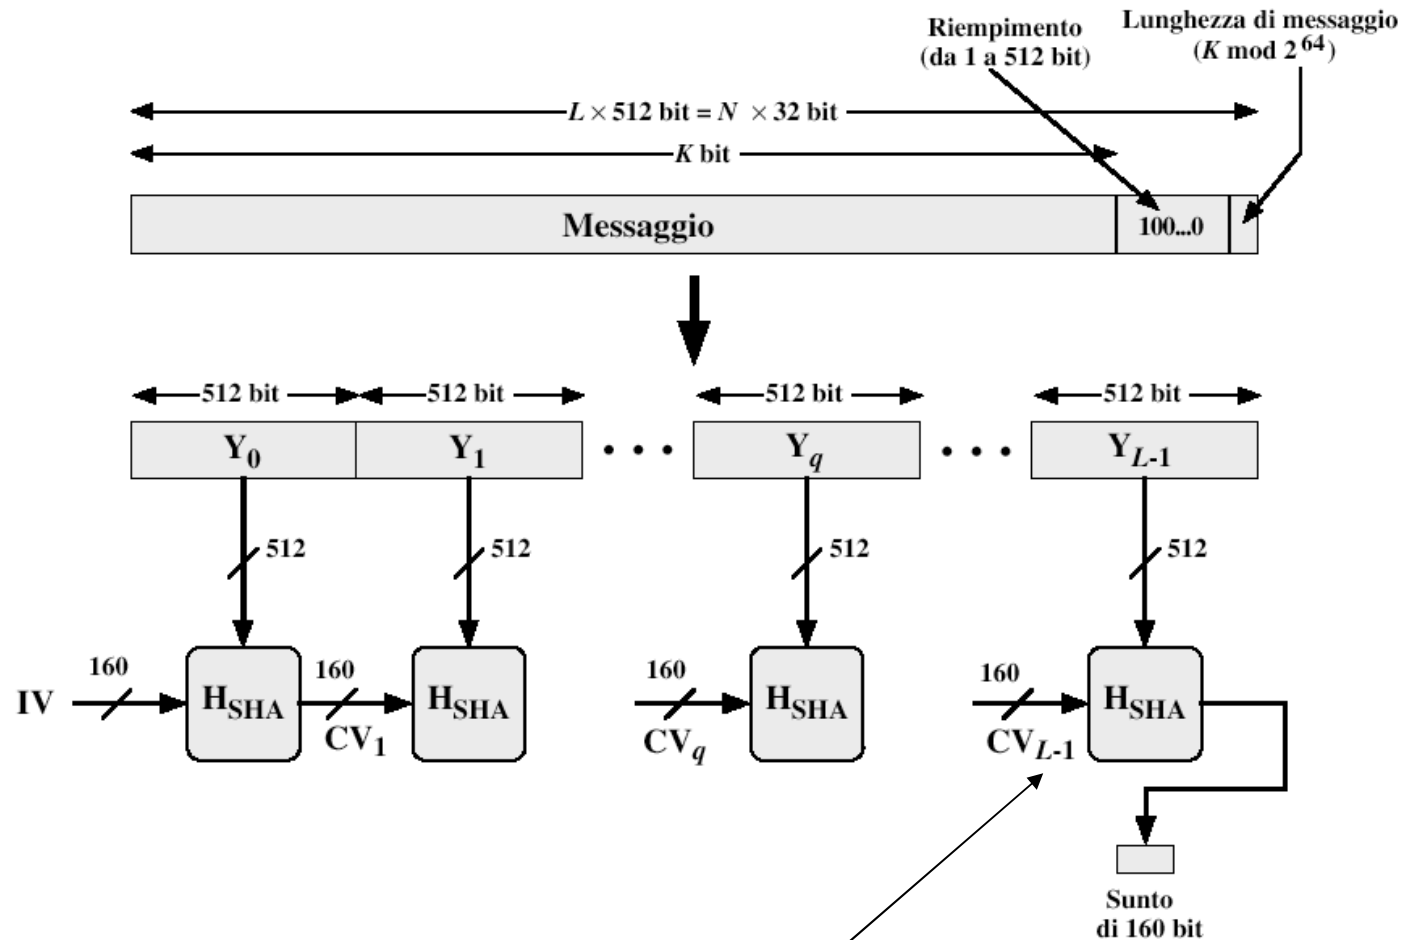 Riempimento
(da 1 a 512 bit)
Lunghezza di messaggio
(K mod 2^64)
L × 512 bit = N × 32 bit
K bit
Messaggio
100...0
512 bit
512 bit
512 bit
512 bit
Y0
Y1
• • •
Yq
• • •
YL-1
512
512
512
512
IV
160
HSHA
160
CV1
HSHA
160
CVq
HSHA
160
CVL-1
HSHA
Sunto
di 160 bit